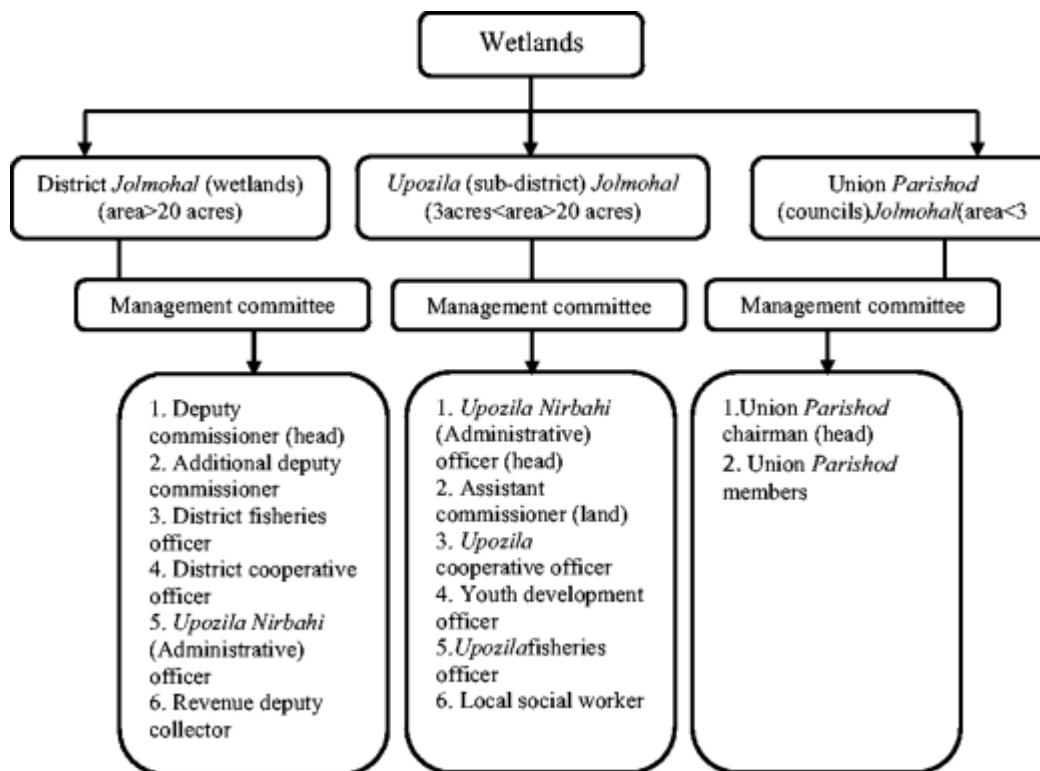 Wetlands
District Jolmohal (wetlands)
(area>20 acres)
Upozila (sub-district) Jolmohal
(3acres<area>20 acres)
Union Parishod
(councils)Jolmohal(area<3
Management committee
Management committee
Management committee
1. Deputy
commissioner (head)
2. Additional deputy
commissioner
3. District fisheries
officer
4. District cooperative
officer
5. Upozila Nirbahi
(Administrative)
officer
6. Revenue deputy
collector
1. Upozila Nirbahi
(Administrative)
officer (head)
2. Assistant
commissioner (land)
3. Upozila
cooperative officer
4. Youth development
officer
5.Upozilafisheries
officer
6. Local social worker
1.Union Parishod
chairman (head)
2. Union Parishod
members